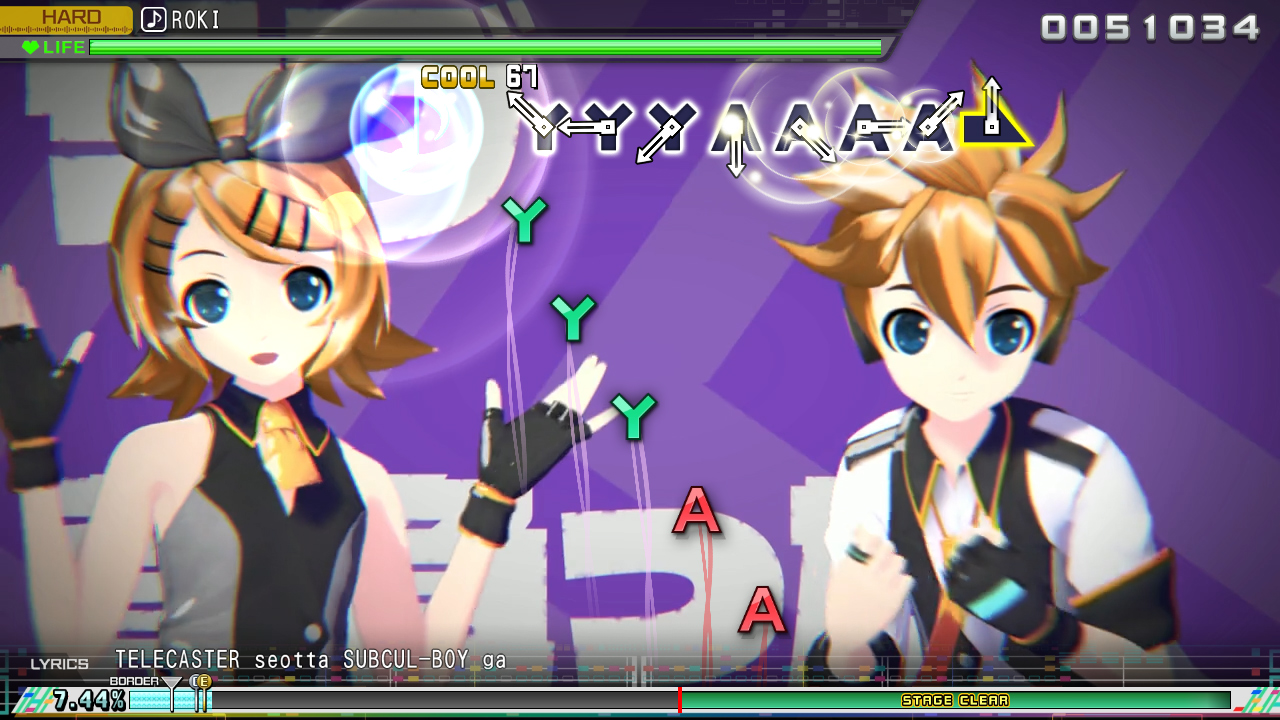 HARD
ROKI
0051034
LIFE
COOL 67
Y Y Y A A A A
Y
Y
Y
A
A
LYRICS TELECASTER seotta SUBCUL-BOY ga
BORDER
C E
7.44%
STAGE CLEAR